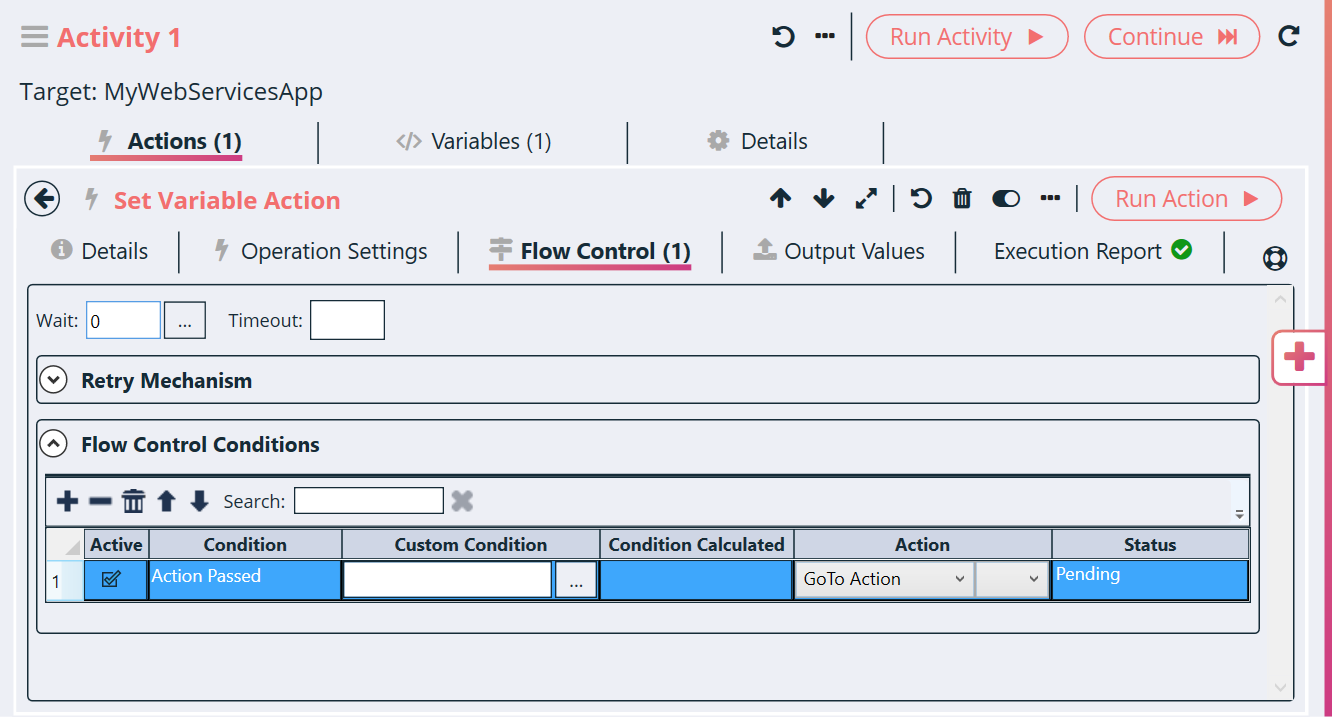 Activity 1
Run Activity
Continue
Target: MyWebServicesApp
Actions (1)
</> Variables (1)
Details
Set Variable Action
Run Action
Details
Operation Settings
Flow Control (1)
Output Values
Execution Report
Wait: 0 ... Timeout:
Retry Mechanism
Flow Control Conditions
Search:
Active Condition Custom Condition Condition Calculated Action Status
1 Action Passed ... GoTo Action Pending